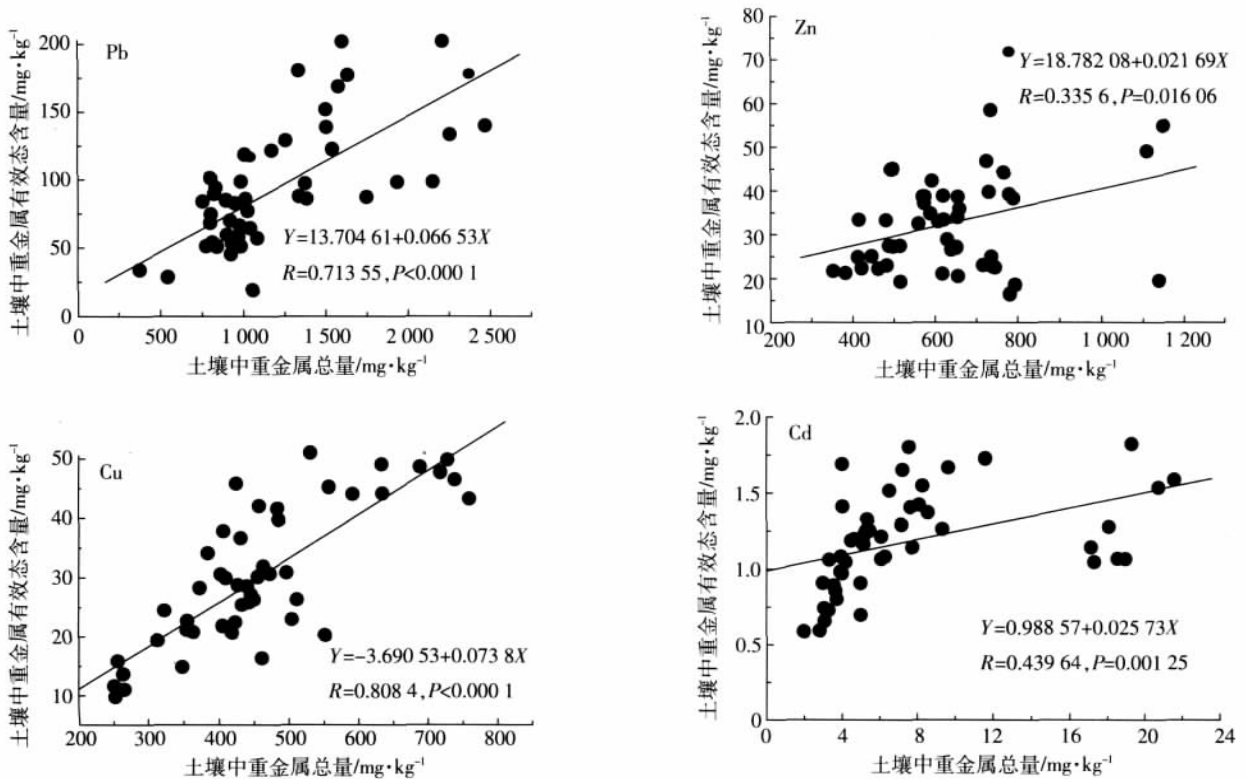 Pb
土壤中重金属有效态含量/mg·kg⁻¹
200
150
100
50
0
Y=13.704 61+0.066 53X
R=0.713 55,P<0.000 1
0
500
1 000
1 500
2 000
2 500
土壤中重金属总量/mg·kg⁻¹
Zn
土壤中重金属有效态含量/mg·kg⁻¹
80
70
60
50
40
30
20
10
Y=18.782 08+0.021 69X
R=0.335 6,P=0.016 06
200
400
600
800
1 000
1 200
土壤中重金属总量/mg·kg⁻¹
Cu
土壤中重金属有效态含量/mg·kg⁻¹
50
40
30
20
10
Y=-3.690 53+0.073 8X
R=0.808 4,P<0.000 1
200
300
400
500
600
700
800
土壤中重金属总量/mg·kg⁻¹
Cd
土壤中重金属有效态含量/mg·kg⁻¹
2.0
1.5
1.0
0.5
0
Y=0.988 57+0.025 73X
R=0.439 64,P=0.001 25
0
4
8
12
16
20
24
土壤中重金属总量/mg·kg⁻¹